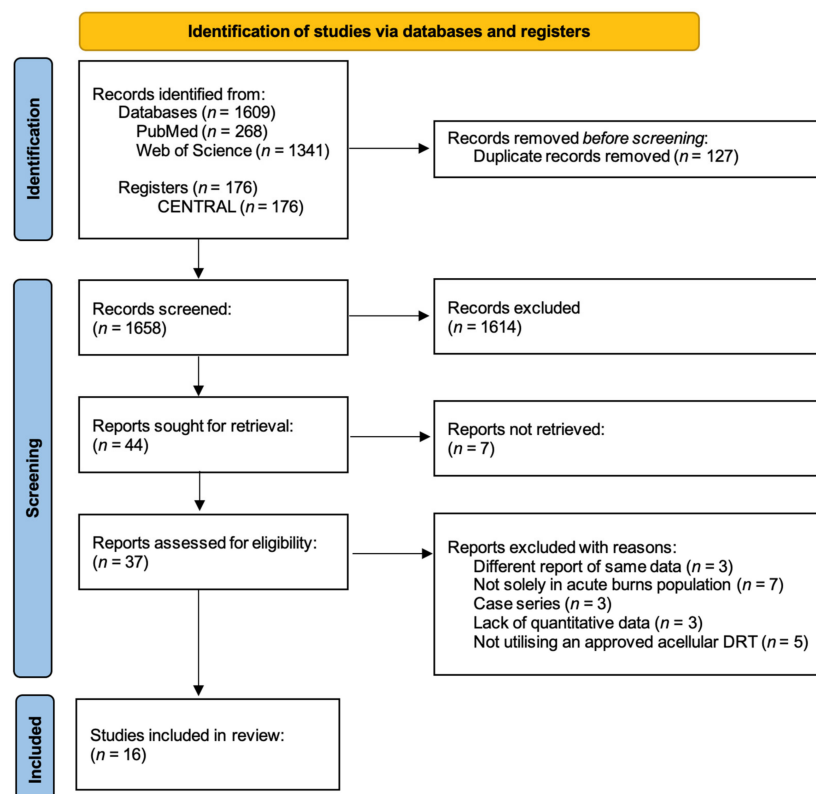 Identification of studies via databases and registers
Identification
Records identified from:
Databases (n = 1609)
PubMed (n = 268)
Web of Science (n = 1341)
Registers (n = 176)
CENTRAL (n = 176)
Records removed before screening:
Duplicate records removed (n = 127)
Screening
Records screened:
(n = 1658)
Records excluded
(n = 1614)
Reports sought for retrieval:
(n = 44)
Reports not retrieved:
(n = 7)
Reports assessed for eligibility:
(n = 37)
Reports excluded with reasons:
Different report of same data (n = 3)
Not solely in acute burns population (n = 7)
Case series (n = 3)
Lack of quantitative data (n = 3)
Not utilising an approved acellular DRT (n = 5)
Included
Studies included in review:
(n = 16)